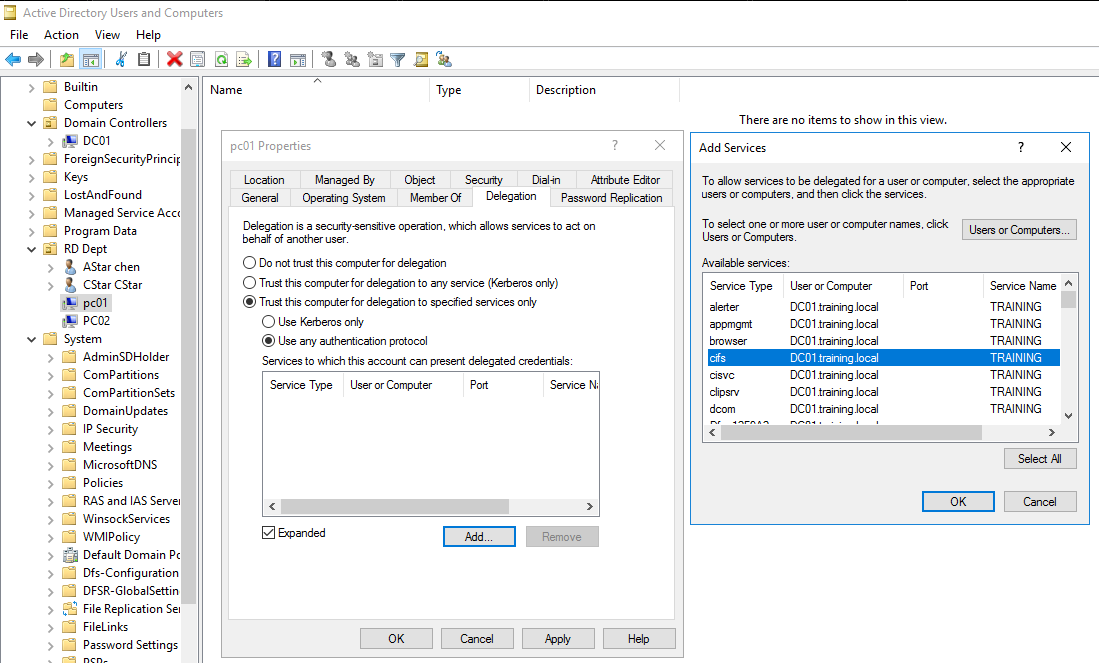 Active Directory Users and Computers
File Action View Help
Builtin
Computers
Domain Controllers
DC01
ForeignSecurityPrincip
Keys
LostAndFound
Managed Service Acco
Program Data
RD Dept
AStar chen
CStar CStar
pc01
PC02
System
AdminSDHolder
ComPartitions
ComPartitionSets
DomainUpdates
IP Security
Meetings
MicrosoftDNS
Policies
RAS and IAS Server
WinsockServices
WMIPolicy
Default Domain Po
Dfs-Configuration
DFSR-GlobalSettin
File Replication Se
FileLinks
Password Settings
PSPs
Name Type Description
There are no items to show in this view.
pc01 Properties ?
Location Managed By Object Security Dial-in Attribute Editor
General Operating System Member Of Delegation Password Replication
Delegation is a security-sensitive operation, which allows services to act on
behalf of another user.
Do not trust this computer for delegation
Trust this computer for delegation to any service (Kerberos only)
Trust this computer for delegation to specified services only
Use Kerberos only
Use any authentication protocol
Services to which this account can present delegated credentials:
Service Type User or Computer Port Service Na
Expanded Add... Remove
OK Cancel Apply Help
Add Services ?
To allow services to be delegated for a user or computer, select the appropriate
users or computers, and then click the services.
To select one or more user or computer names, click
Users or Computers.
Users or Computers...
Available services:
Service Type User or Computer Port Service Name
alerter DC01.training.local TRAINING
appmgmt DC01.training.local TRAINING
browser DC01.training.local TRAINING
cifs DC01.training.local TRAINING
cisvc DC01.training.local TRAINING
clipsrv DC01.training.local TRAINING
dcom DC01.training.local TRAINING
DC01.training.local TRAINING
Select All
OK Cancel